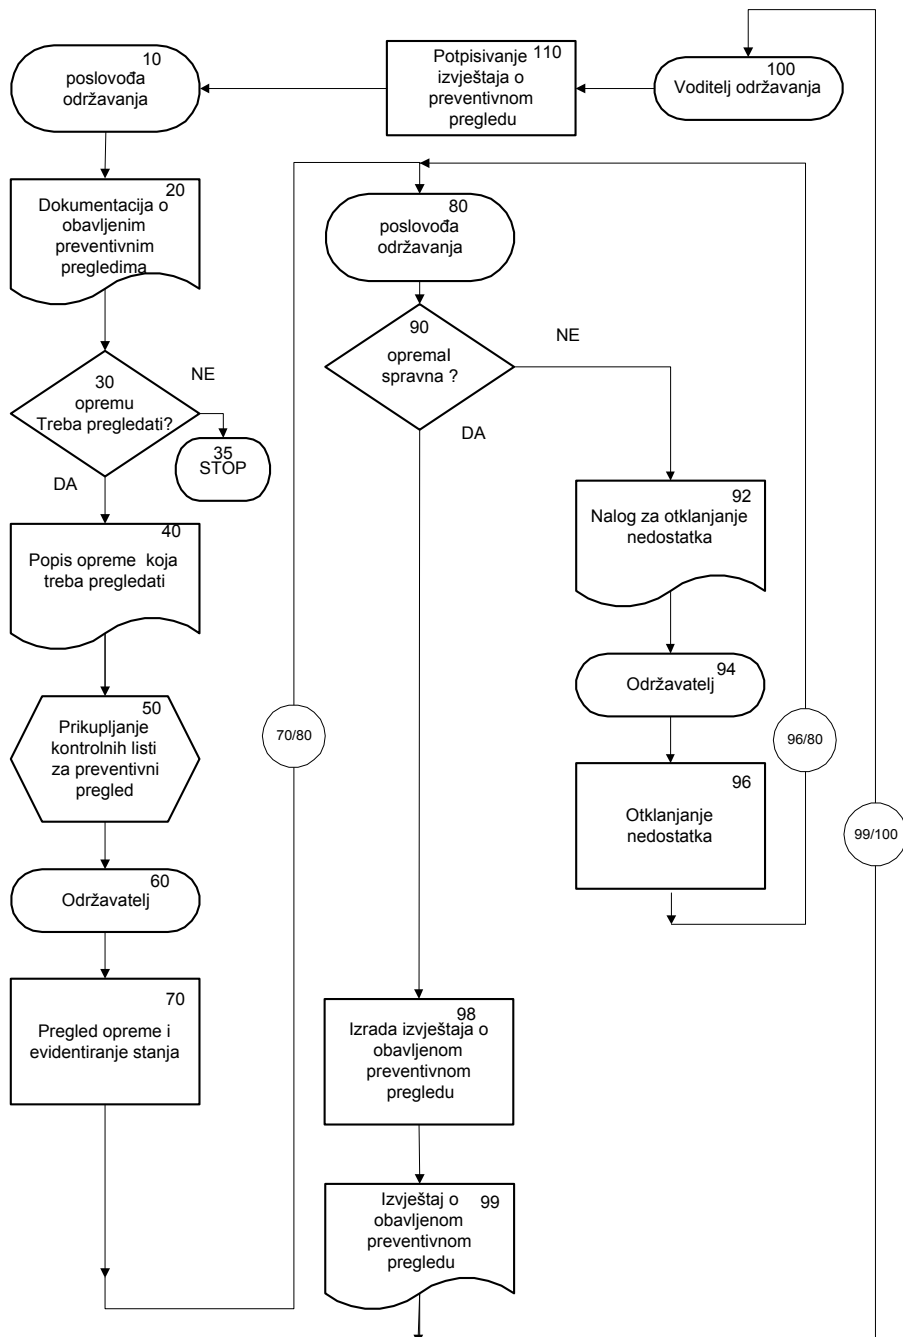 10
poslovođa
održavanja
110
Potpisivanje
izvještaja o
preventivnom
pregledu
100
Voditelj održavanja
20
Dokumentacija o
obavljenim
preventivnim
pregledima
30
opremu
Treba pregledati?
NE
35
STOP
DA
40
Popis opreme koja
treba pregledati
50
Prikupljanje
kontrolnih listi
za preventivni
pregled
60
Održavatelj
70
Pregled opreme i
evidentiranje stanja
70/80
80
poslovođa
održavanja
90
opremaI
spravna ?
NE
DA
92
Nalog za otklanjanje
nedostatka
94
Održavatelj
96
Otklanjanje
nedostatka
96/80
98
Izrada izvještaja o
obavljenom
preventivnom
pregledu
99
Izvještaj o
obavljenom
preventivnom
pregledu
99/100